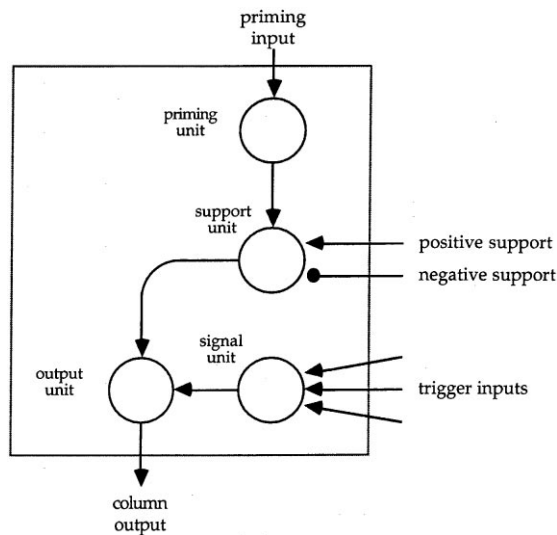 priming
input
priming
unit
support
unit
positive support
negative support
signal
unit
output
unit
trigger inputs
column
output